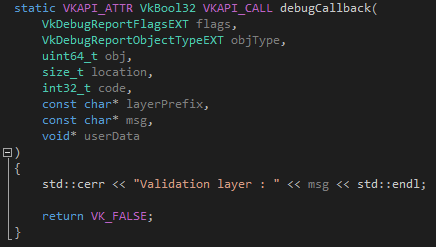 static VKAPI_ATTR VkBool32 VKAPI_CALL debugCallback(
    VkDebugReportFlagsEXT flags,
    VkDebugReportObjectTypeEXT objType,
    uint64_t obj,
    size_t location,
    int32_t code,
    const char* layerPrefix,
    const char* msg,
    void* userData
)
{
    std::cerr << "Validation layer : " << msg << std::endl;

    return VK_FALSE;
}